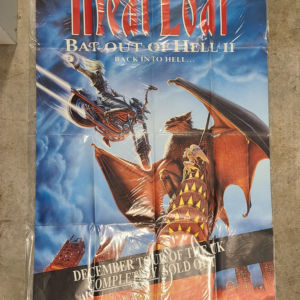 Meat Loaf
BAT OUT OF HELL II
BACK INTO HELL...
DECEMBER TOUR OF THE UK
COMPLETELY SOLD OUT